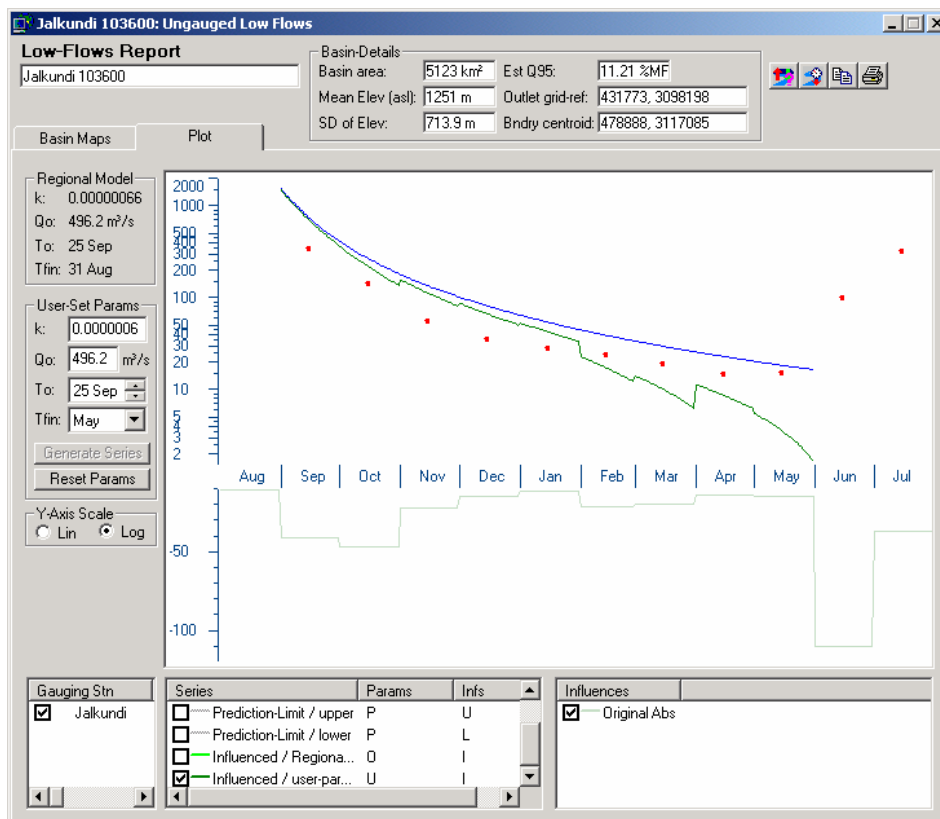 Jalkundi 103600: Ungauged Low Flows
Low-Flows Report
Jalkundi 103600
Basin-Details
Basin area: 5123 km² Est Q95: 11.21 %MF
Mean Elev (asl): 1251 m Outlet grid-ref: 431773, 3098198
SD of Elev: 713.9 m Bndry centroid: 478888, 3117085
Basin Maps Plot
Regional Model
k: 0.00000066
Qo: 496.2 m³/s
To: 25 Sep
Tfin: 31 Aug
User-Set Params
k: 0.0000006
Qo: 496.2 m³/s
To: 25 Sep
Tfin: May
Generate Series
Reset Params
Y-Axis Scale
Lin Log
2000
1000
500
400
300
200
100
50
40
30
20
10
5
4
3
2
Aug Sep Oct Nov Dec Jan Feb Mar Apr May Jun Jul
-50
-100
Gauging Stn
Jalkundi
Series Params Infs
Prediction-Limit / upper P U
Prediction-Limit / lower P L
Influenced / Regiona... O I
Influenced / user-par... U I
Influences
Original Abs